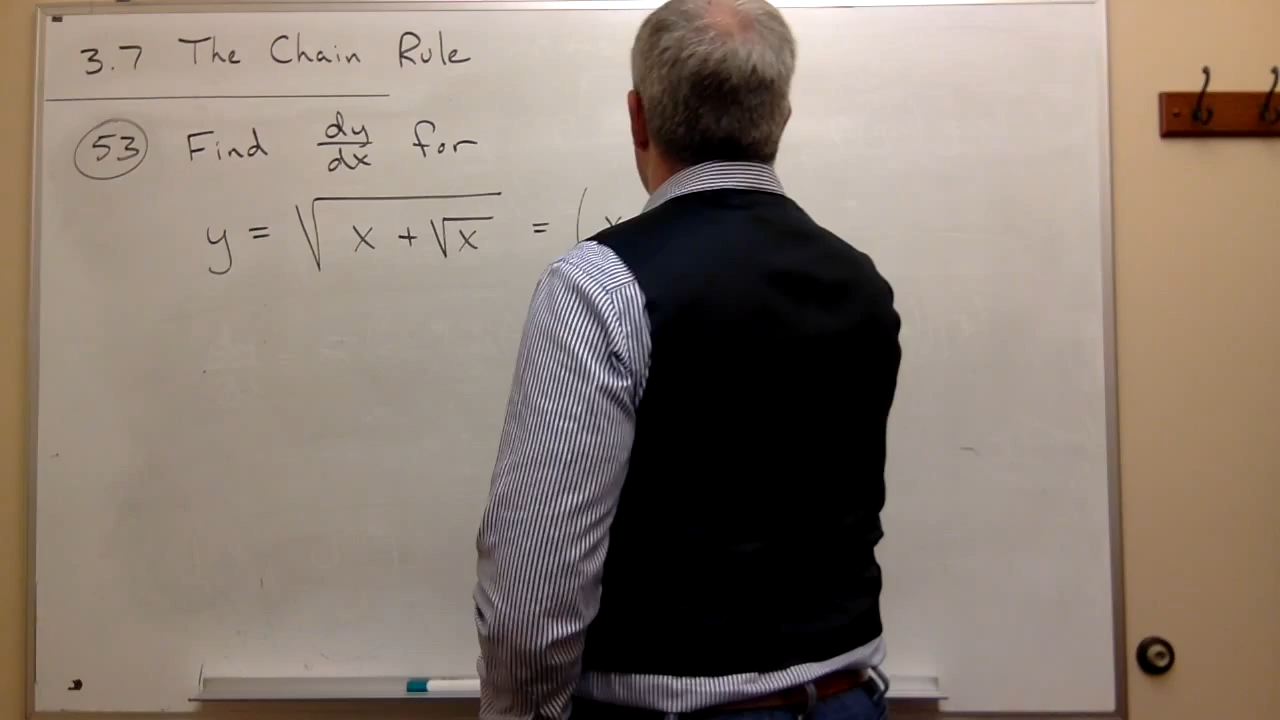 3.7 The Chain Rule
53 Find dy/dx for
y = √(x + √x) = (x